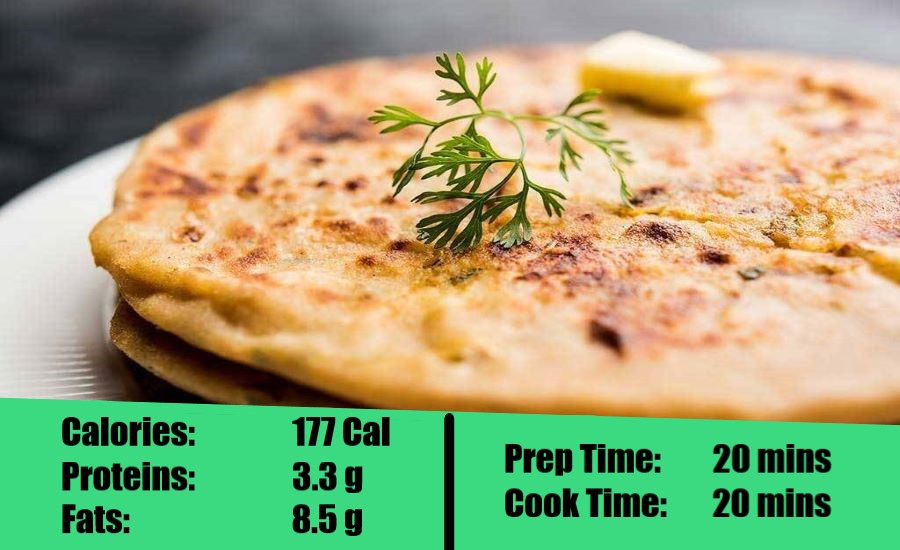 Calories: 177 Cal
Proteins: 3.3 g
Fats: 8.5 g
Prep Time: 20 mins
Cook Time: 20 mins